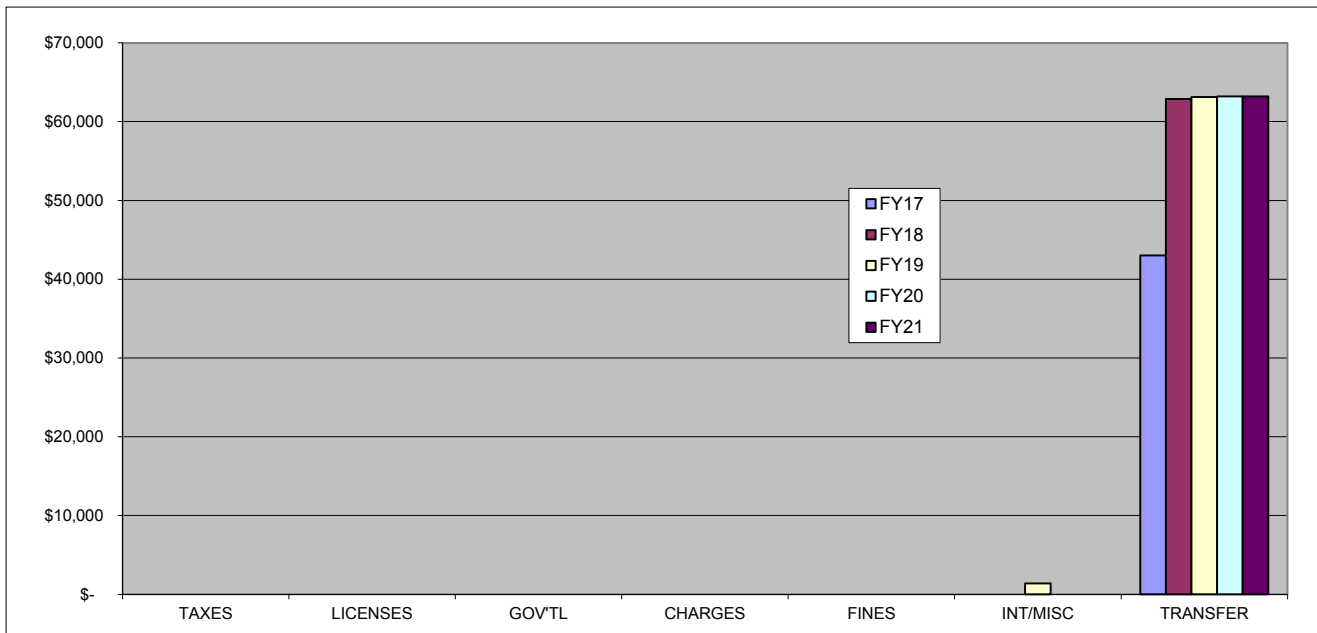 $70,000
$60,000
$50,000
$40,000
$30,000
$20,000
$10,000
$-
FY17
FY18
FY19
FY20
FY21
TAXES LICENSES GOV'TL CHARGES FINES INT/MISC TRANSFER